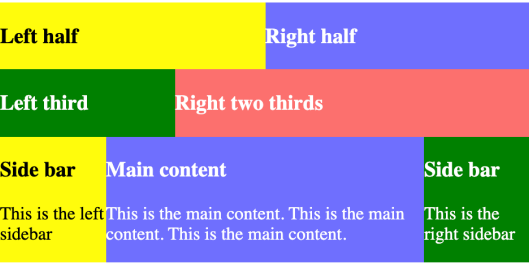 Left half
Right half
Left third
Right two thirds
Side bar
This is the left
sidebar
Main content
This is the main content. This is the main
content. This is the main content.
Side bar
This is the
right sidebar